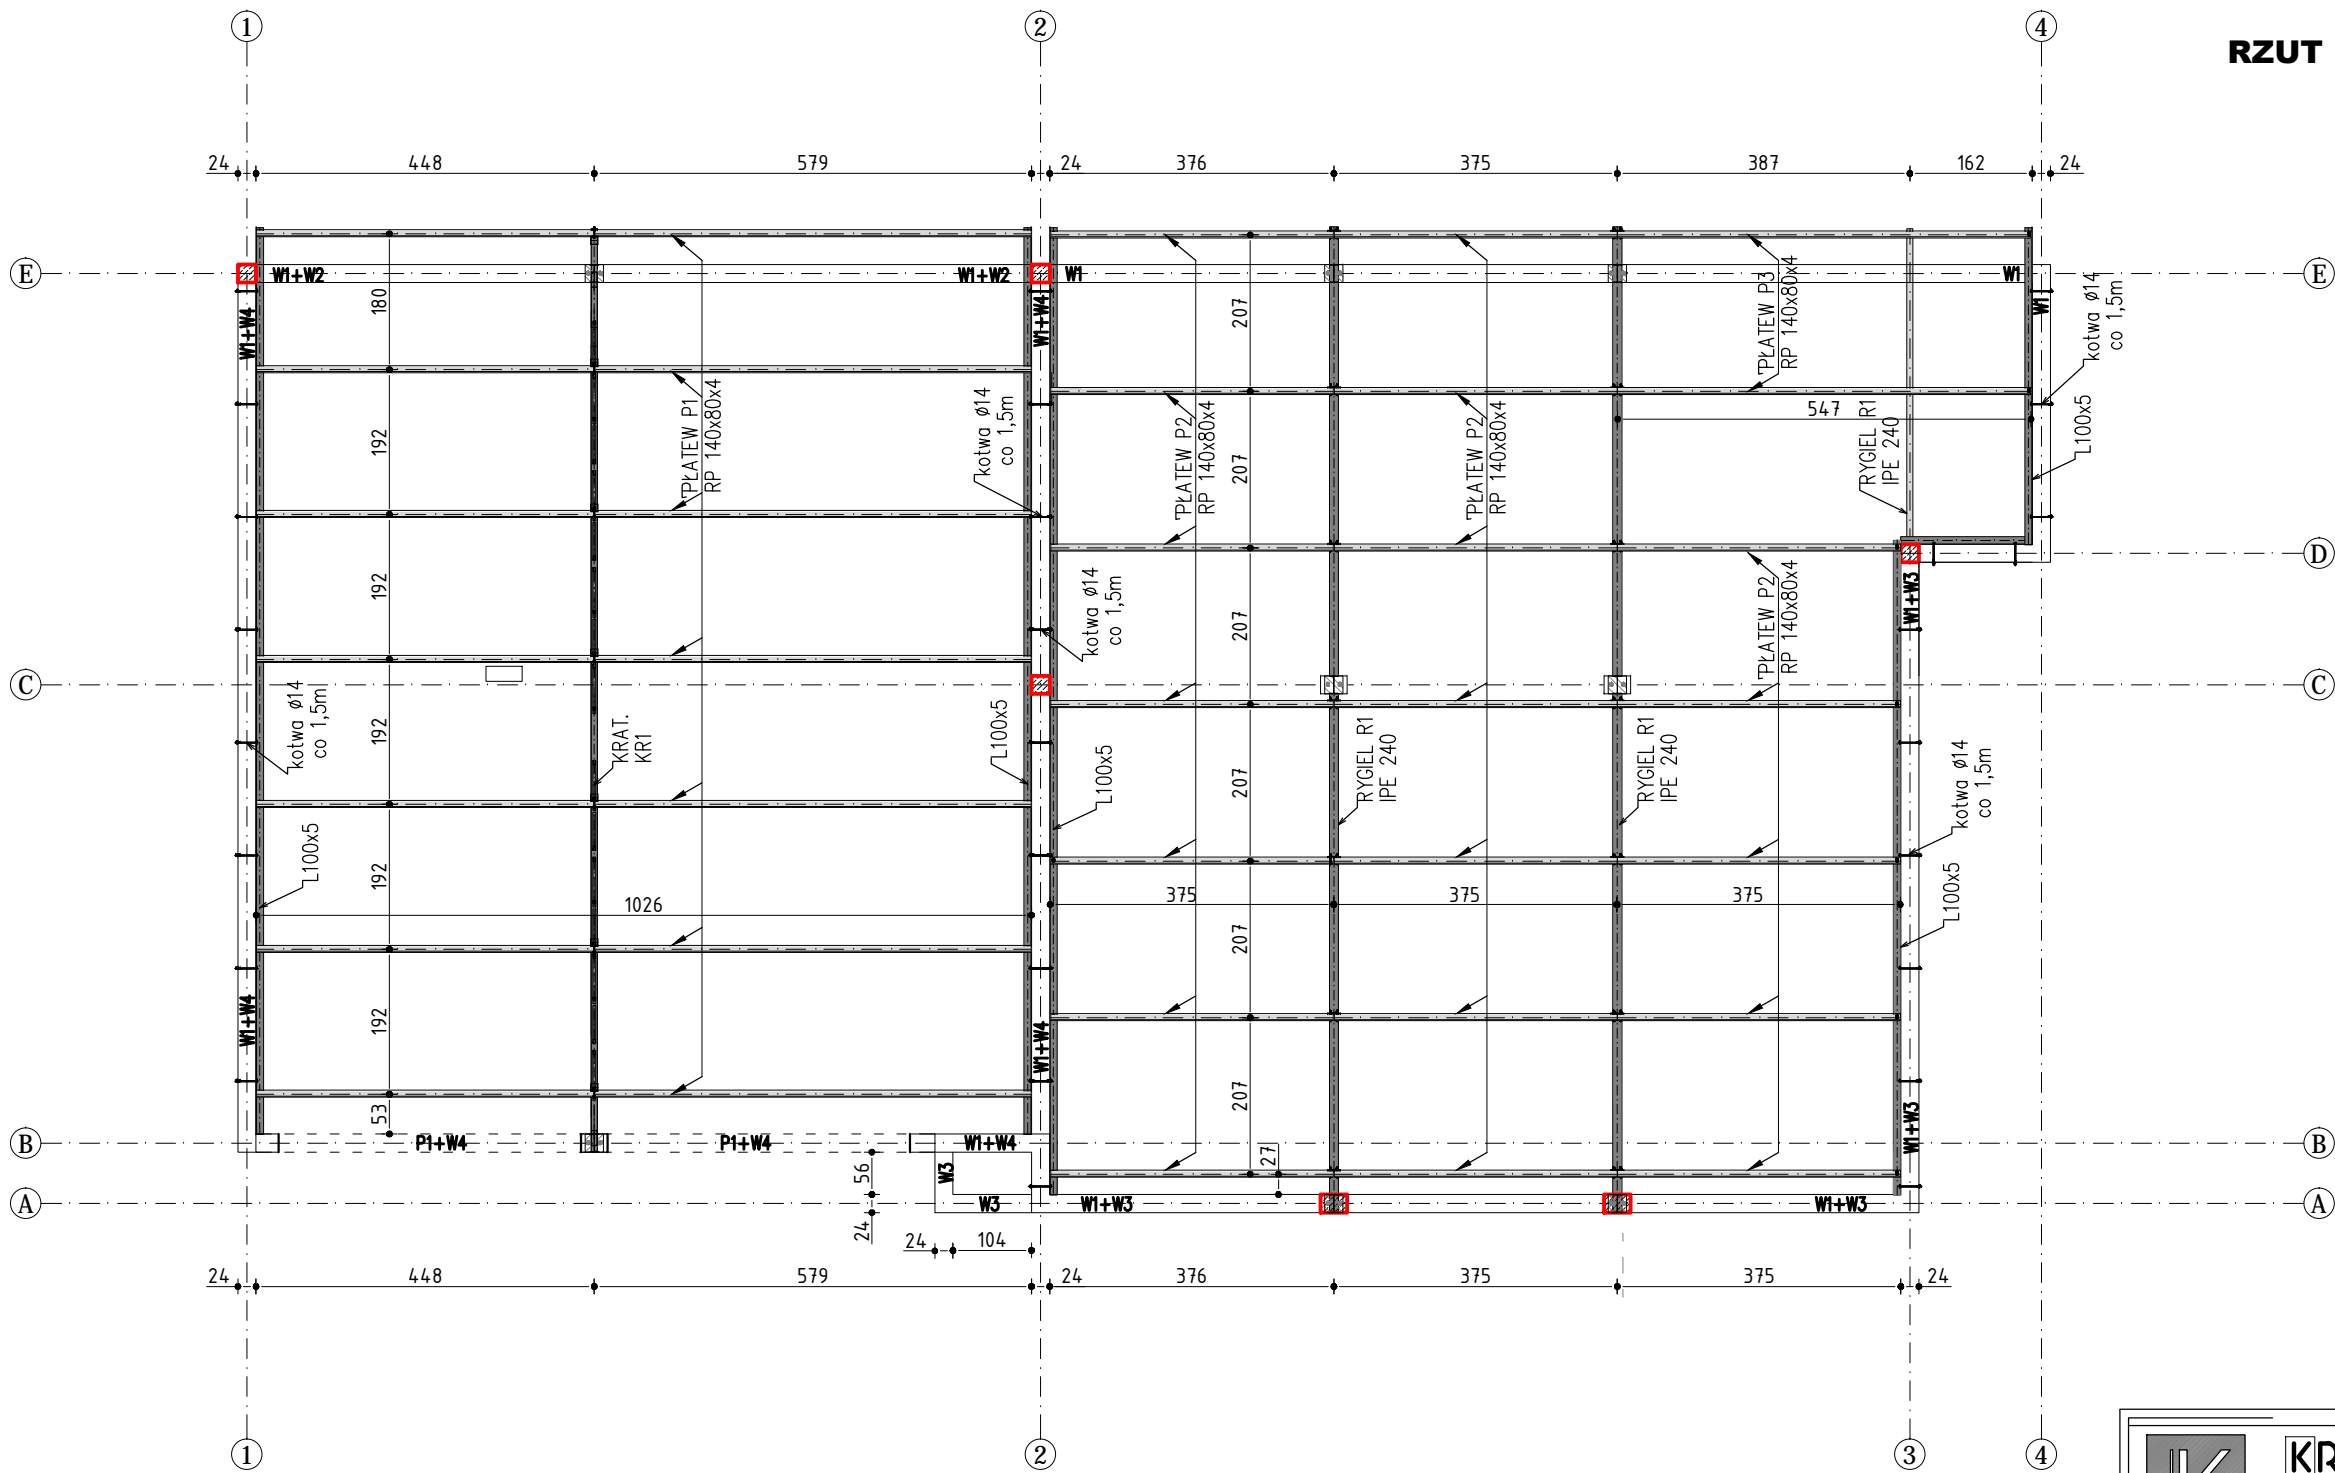 1
2
4
RZUT
24
448
579
24
376
375
387
162
24
E
W1+W2
W1+W2
W1
W1
E
W1+W4
W1+W4
W1
180
207
PŁATEW P3
RP 140x80x4
kotwa ø14
co 1,5m
192
PŁATEW P1
RP 140x80x4
kotwa ø14
co 1,5m
PŁATEW P2
RP 140x80x4
207
PŁATEW P2
RP 140x80x4
547
RYGIEL R1
IPE 240
L100x5
D
192
kotwa ø14
co 1,5m
207
PŁATEW P2
RP 140x80x4
W1+W3
C
C
kotwa ø14
co 1,5m
192
KRAT.
KR1
L100x5
L100x5
207
RYGIEL R1
IPE 240
RYGIEL R1
IPE 240
kotwa ø14
co 1,5m
L100x5
192
1026
375
375
375
L100x5
207
W1+W4
192
W1+W4
207
W1+W3
53
B
P1+W4
P1+W4
W1+W4
B
56
W3
27
A
W3
W1+W3
W1+W3
A
24
24
104
24
448
579
24
376
375
375
24
1
2
3
4
K
KR